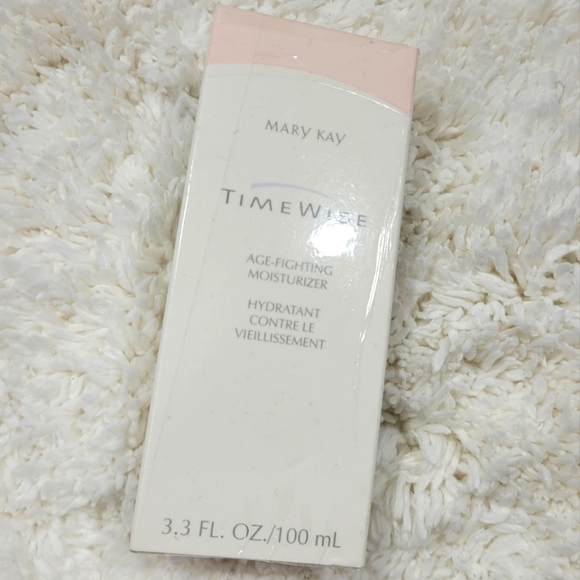 MARY KAY
TIMEWISE
AGE-FIGHTING
MOISTURIZER
HYDRATANT
CONTRE LE
VIEILLISSEMENT
3.3 FL. OZ./100 mL